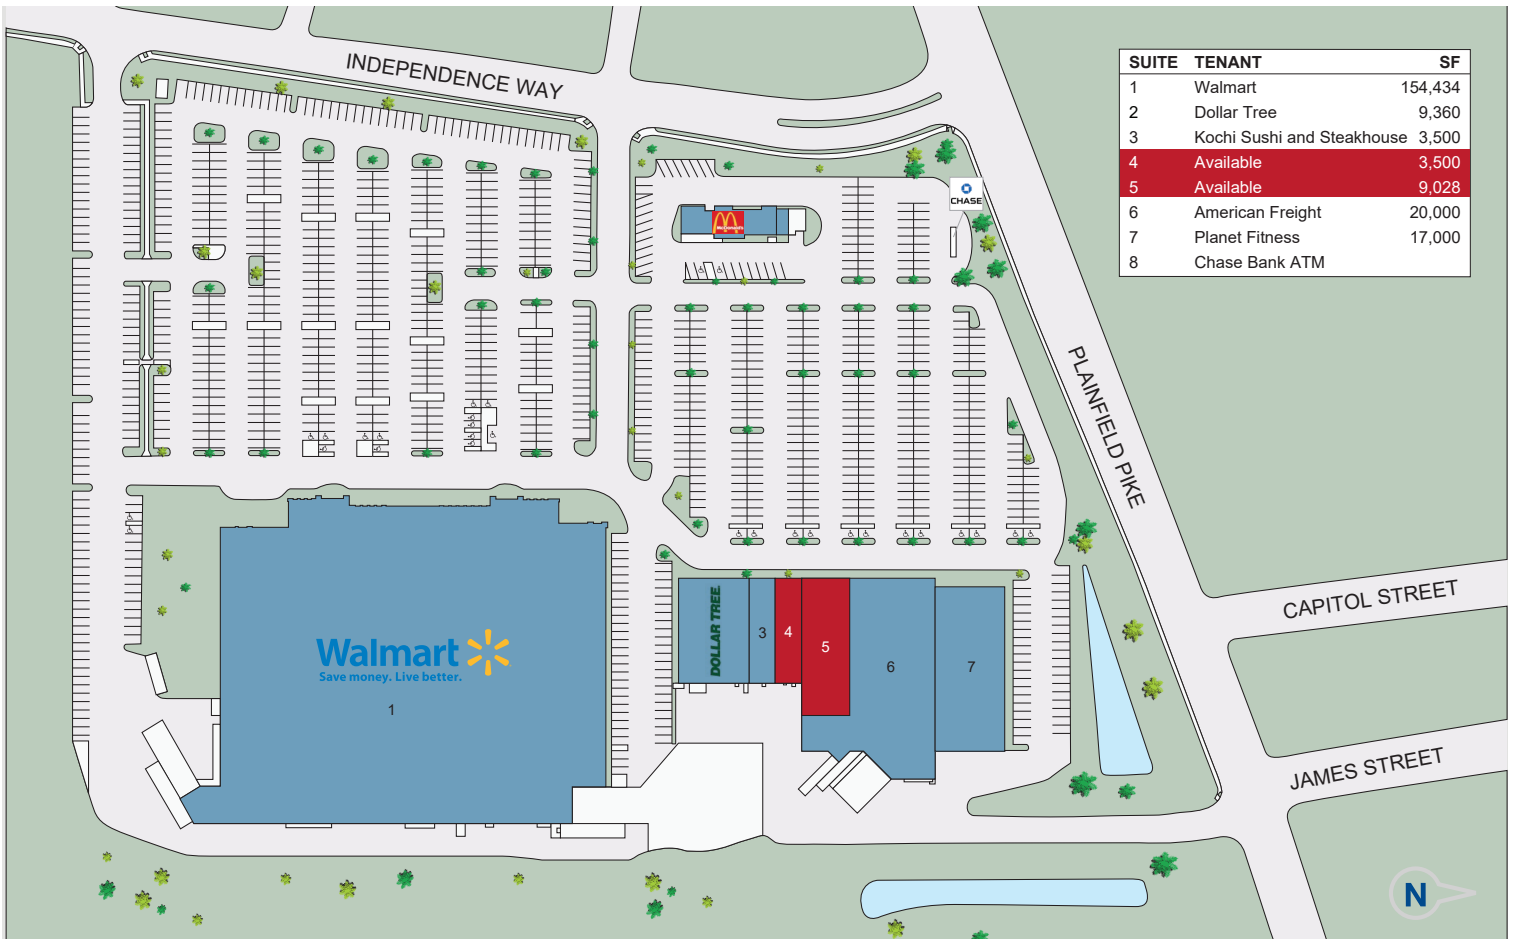 INDEPENDENCE WAY
SUITE TENANT SF
1 Walmart 154,434
2 Dollar Tree 9,360
3 Kochi Sushi and Steakhouse 3,500
4 Available 3,500
5 Available 9,028
6 American Freight 20,000
7 Planet Fitness 17,000
8 Chase Bank ATM
CHASE
McDonald's
PLAINFIELD PIKE
CAPITOL STREET
JAMES STREET
Walmart
Save money. Live better.
1
DOLLAR TREE
3
4
5
6
7
N